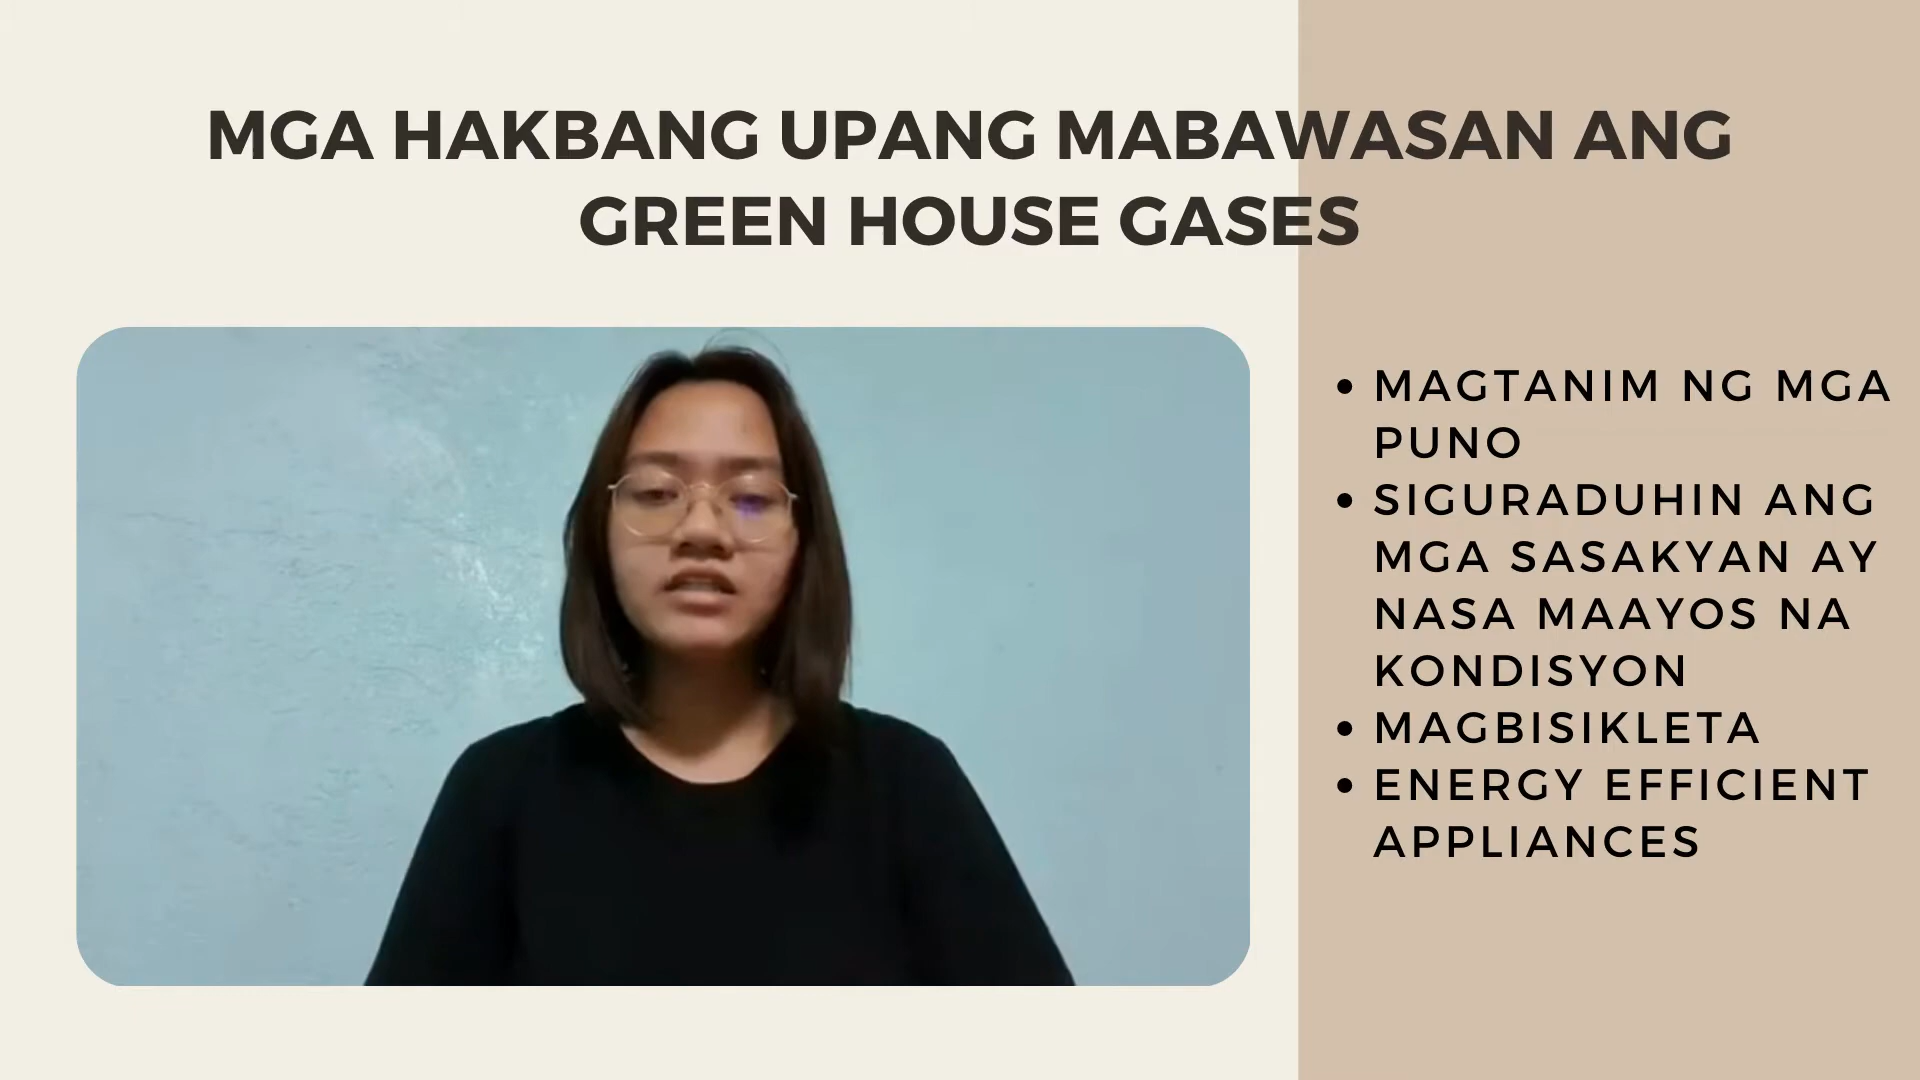 MGA HAKBANG UPANG MABAWASAN ANG
GREEN HOUSE GASES
• MAGTANIM NG MGA
PUNO
• SIGURADUHIN ANG
MGA SASAKYAN AY
NASA MAAYOS NA
KONDISYON
• MAGBISIKLETA
• ENERGY EFFICIENT
APPLIANCES